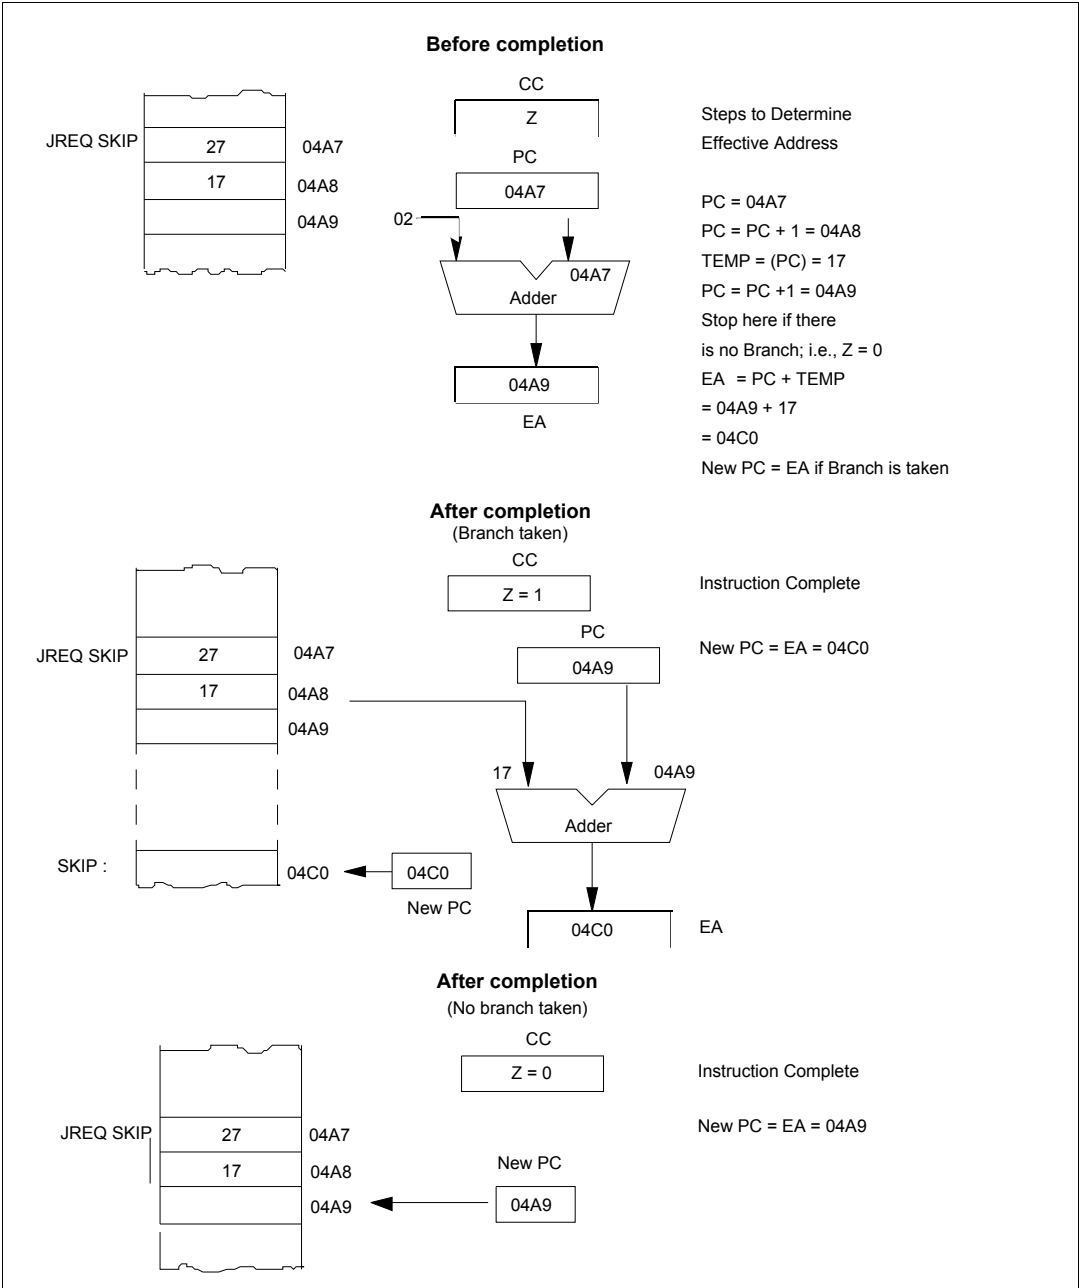 Before completion
CC
Z
PC
04A7
02
04A7
Adder
04A9
EA
JREQ SKIP
27
04A7
17
04A8
04A9
Steps to Determine
Effective Address
PC = 04A7
PC = PC + 1 = 04A8
TEMP = (PC) = 17
PC = PC +1 = 04A9
Stop here if there
is no Branch; i.e., Z = 0
EA = PC + TEMP
= 04A9 + 17
= 04C0
New PC = EA if Branch is taken
After completion
(Branch taken)
CC
Z = 1
Instruction Complete
PC
04A9
New PC = EA = 04C0
JREQ SKIP
27
04A7
17
04A8
04A9
17
04A9
Adder
SKIP :
04C0
04C0
New PC
04C0
EA
After completion
(No branch taken)
CC
Z = 0
Instruction Complete
New PC = EA = 04A9
JREQ SKIP
27
04A7
17
04A8
04A9
New PC
04A9